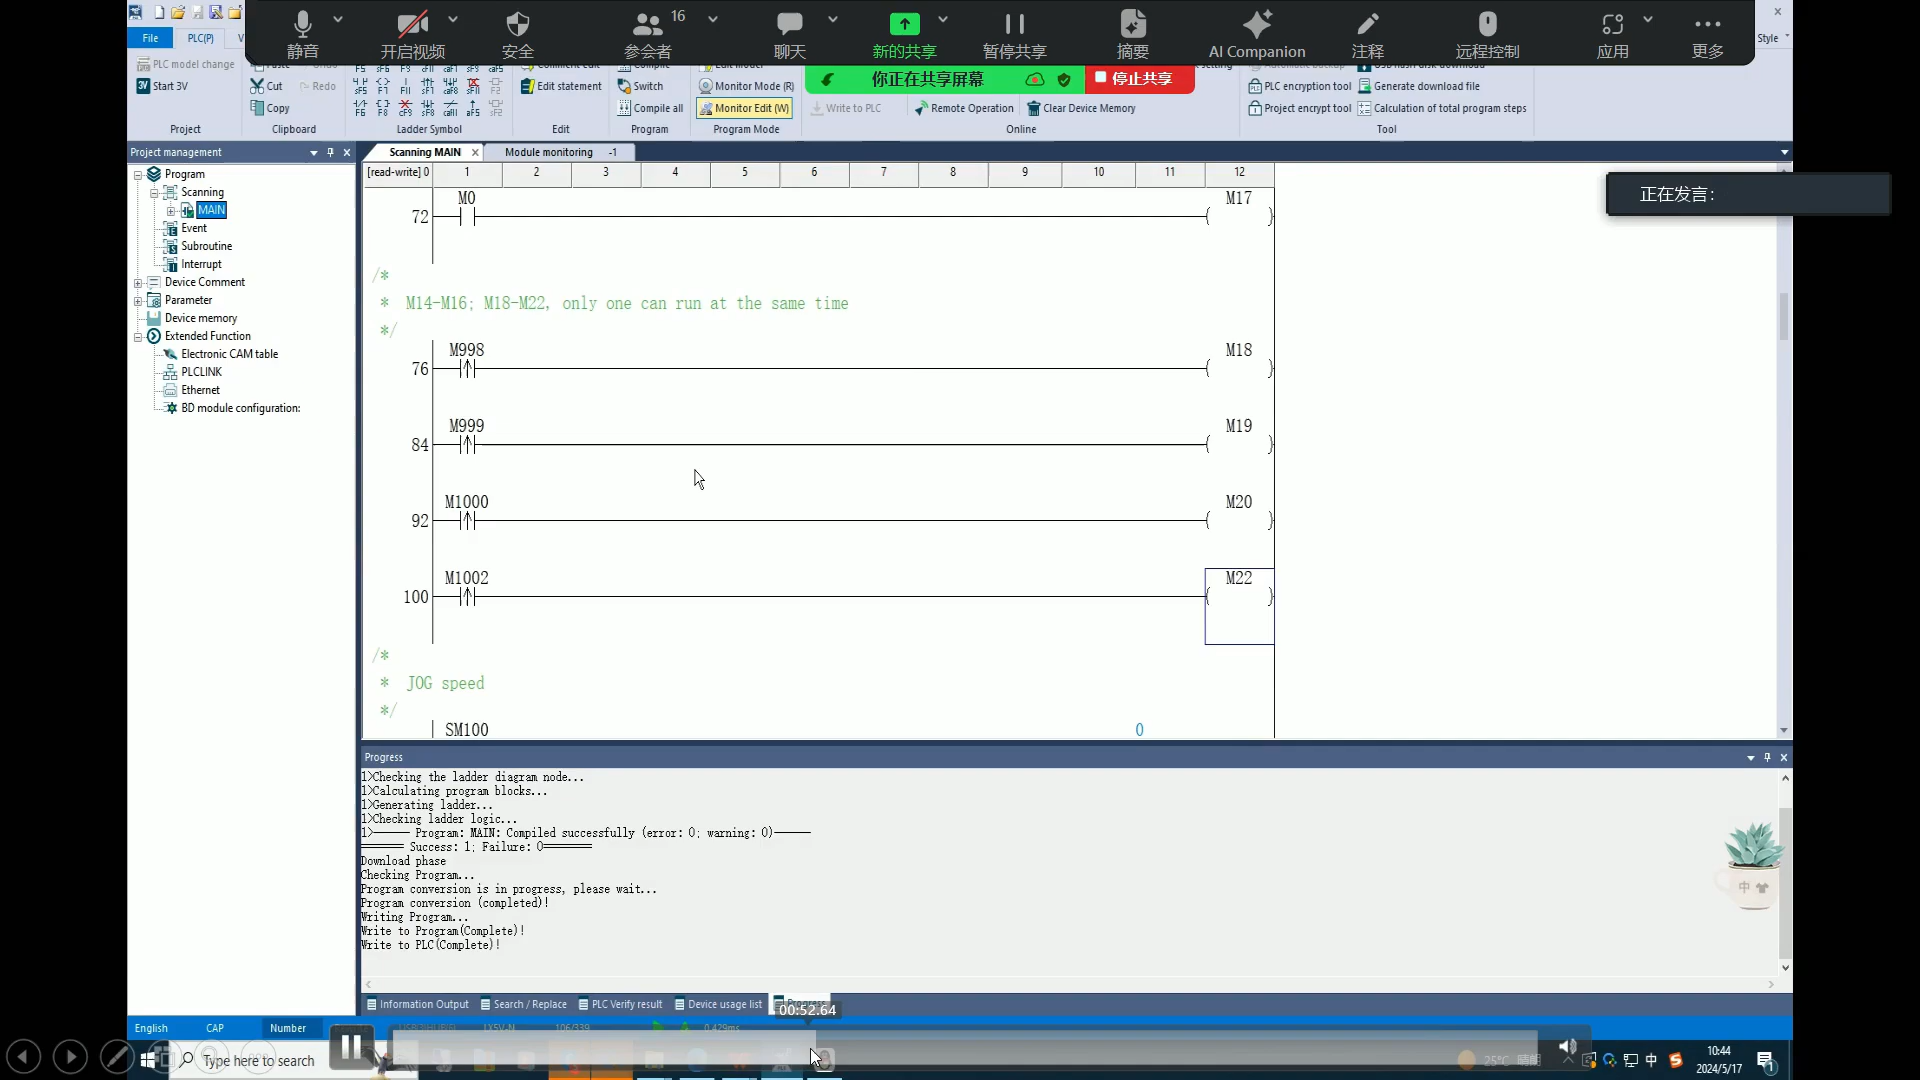 静音
开启视频
安全
16
参会者
聊天
新的共享
暂停共享
摘要
AI Companion
注释
远程控制
应用
更多
你正在共享屏幕
停止共享
正在发言:
File
PLC(P)
Style
PLC model change
Start 3V
Cut
Redo
Copy
Edit statement
Switch
Compile all
Monitor Mode (R)
Monitor Edit (W)
Write to PLC
Remote Operation
Clear Device Memory
PLC encryption tool
Generate download file
Project encrypt tool
Calculation of total program steps
Project
Clipboard
Ladder Symbol
Edit
Program
Program Mode
Online
Tool
Project management
Program
Scanning
MAIN
Event
Subroutine
Interrupt
Device Comment
Parameter
Device memory
Extended Function
Electronic CAM table
PLCLINK
Ethernet
BD module configuration:
Scanning MAIN
Module monitoring -1
[read-write] 0 1 2 3 4 5 6 7 8 9 10 11 12
M0 M17
72
/*
* M14-M16; M18-M22, only one can run at the same time
*/
M998 M18
76
M999 M19
84
M1000 M20
92
M1002 M22
100
/*
* JOG speed
*/
SM100 0
Progress
1>Checking the ladder diagram node...
1>Calculating program blocks...
1>Generating ladder...
1>Checking ladder logic...
1>—— Program: MAIN: Compiled successfully (error: 0; warning: 0)——
====== Success: 1; Failure: 0======
Download phase
Checking Program...
Program conversion is in progress, please wait...
Program conversion (completed)!
Writing Program...
Write to Program(Complete)!
Write to PLC(Complete)!
Information Output
Search / Replace
PLC Verify result
Device usage list
Progress
00:52.64
English
CAP
Number
LX5V-N
106/339
0.429ms
Type here to search
25°C 晴朗
中
10:44
2024/5/17
中